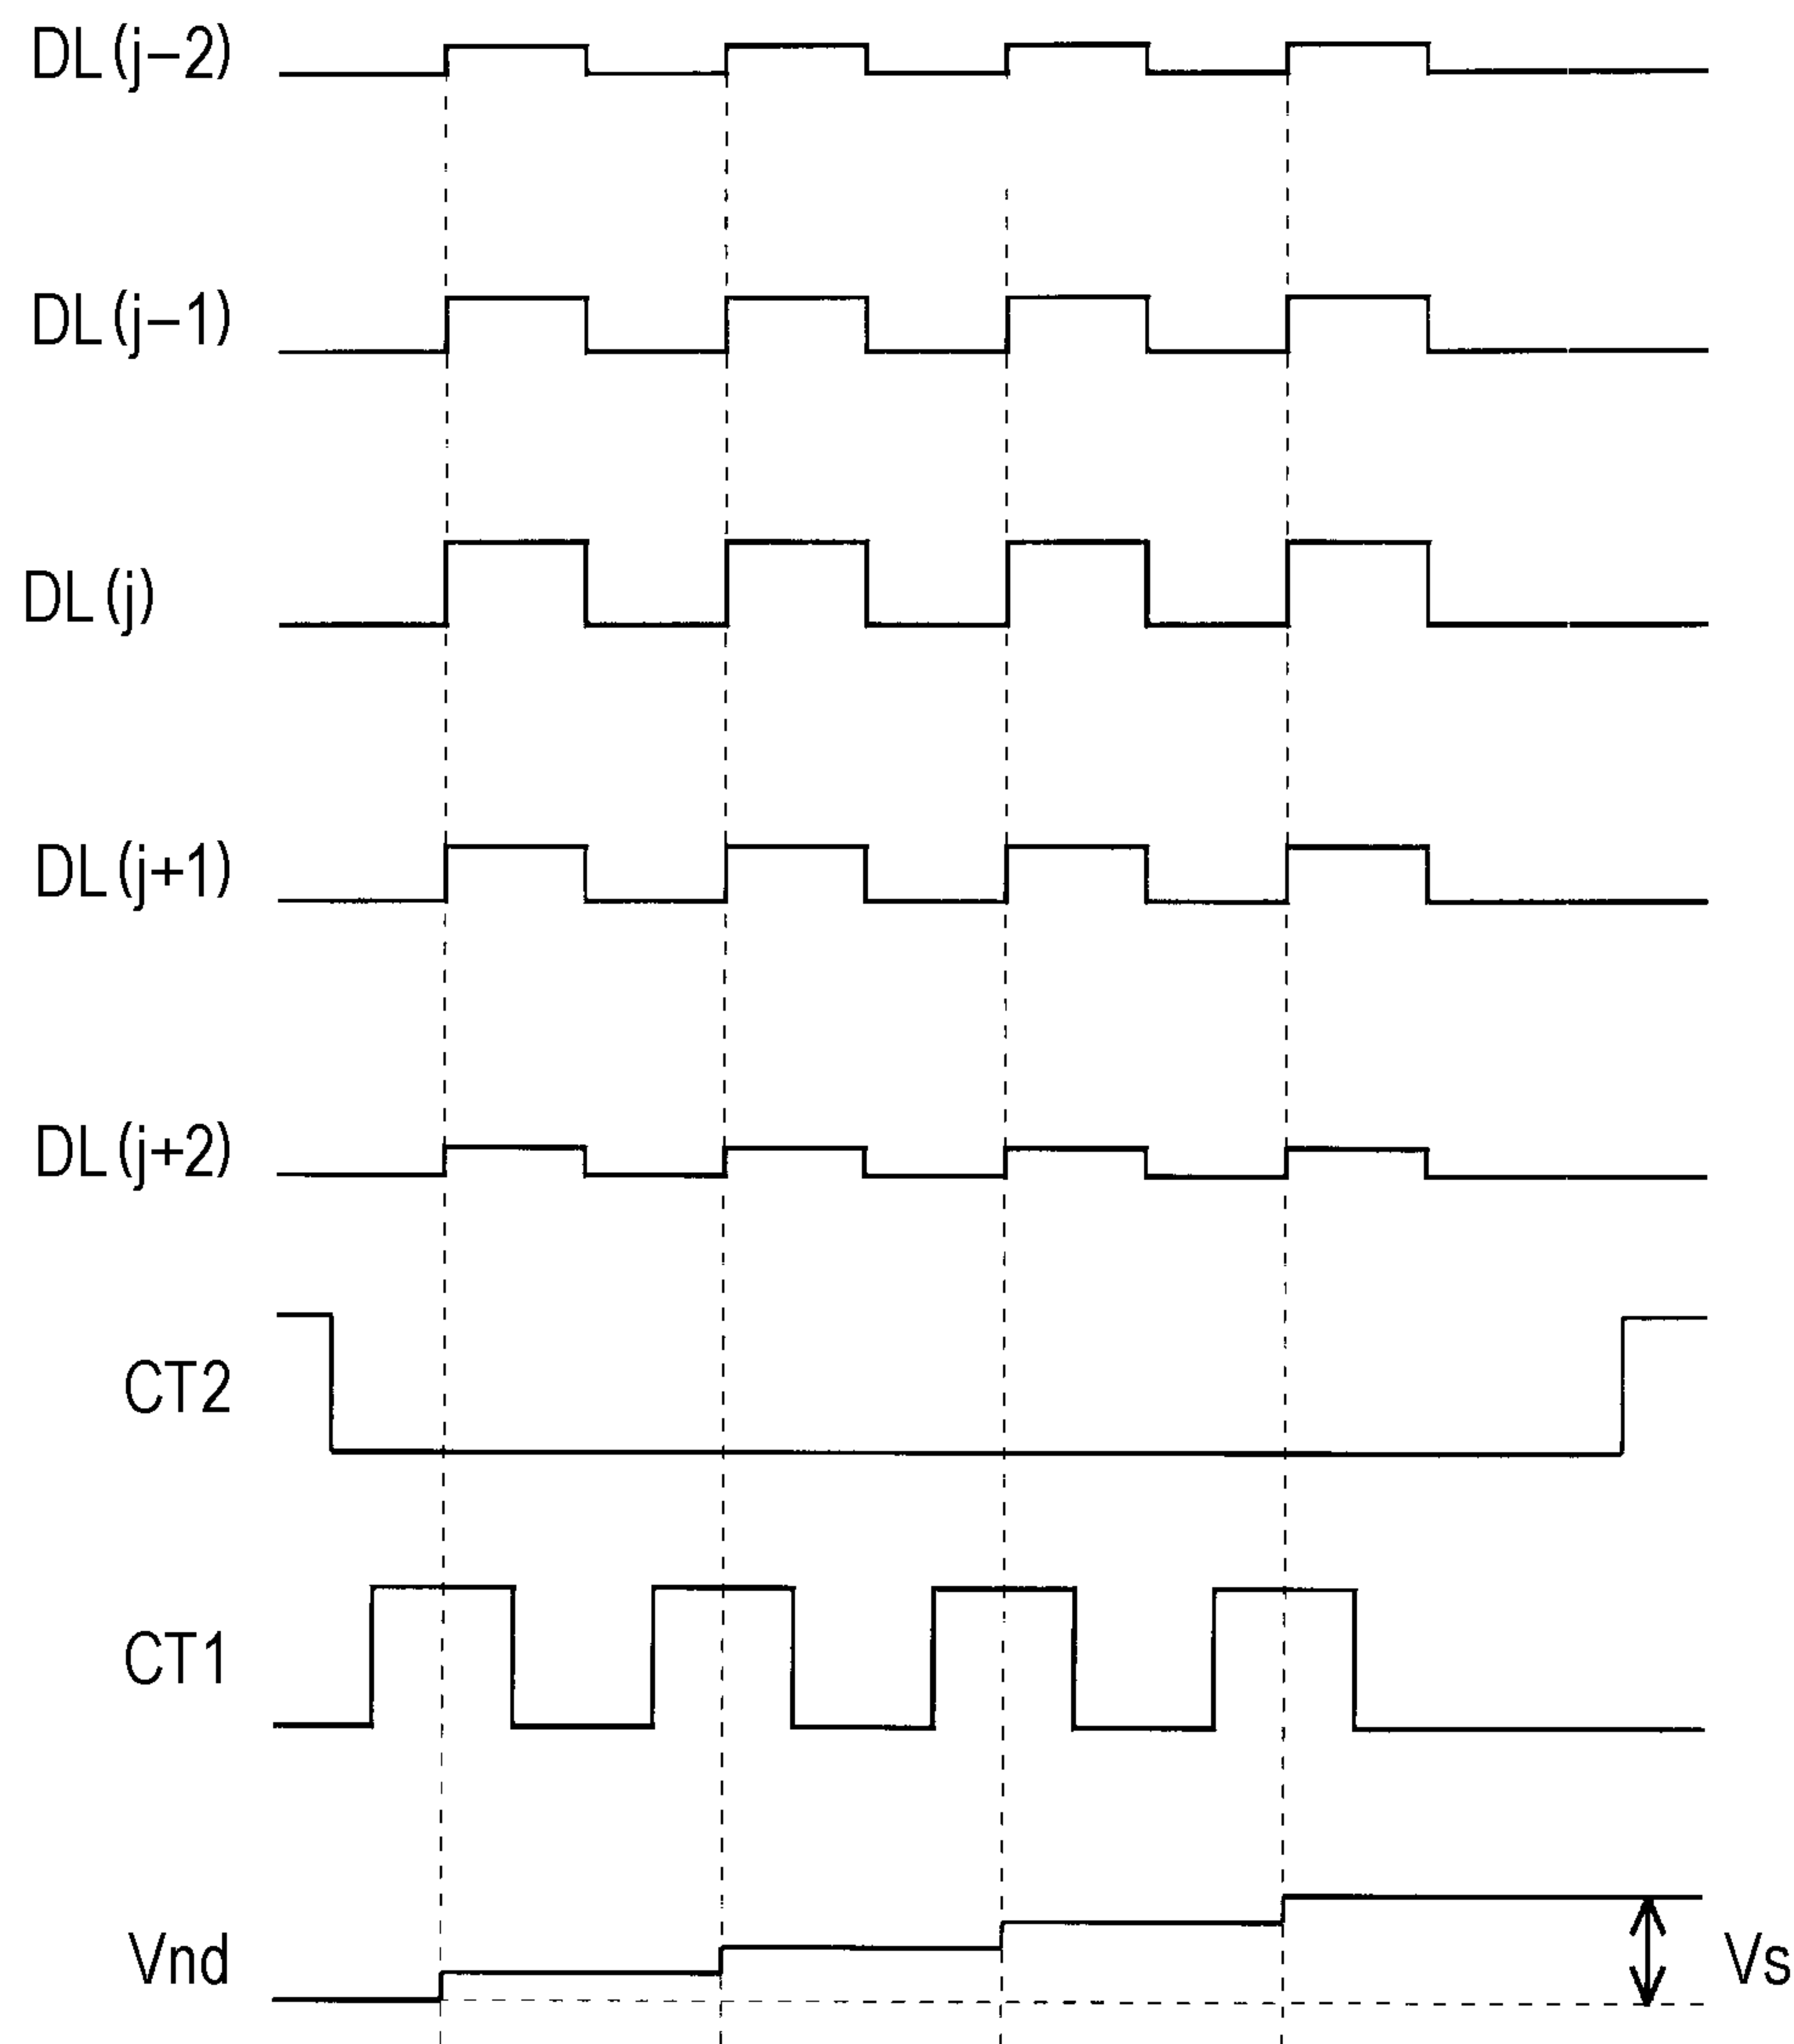 DL(j−2)
DL(j−1)
DL(j)
DL(j+1)
DL(j+2)
CT2
CT1
Vnd
Vs